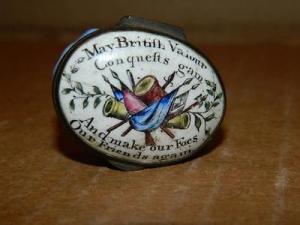 May Britiſh Valour
Conqueſts gain
And make our Foes
Our Friends again